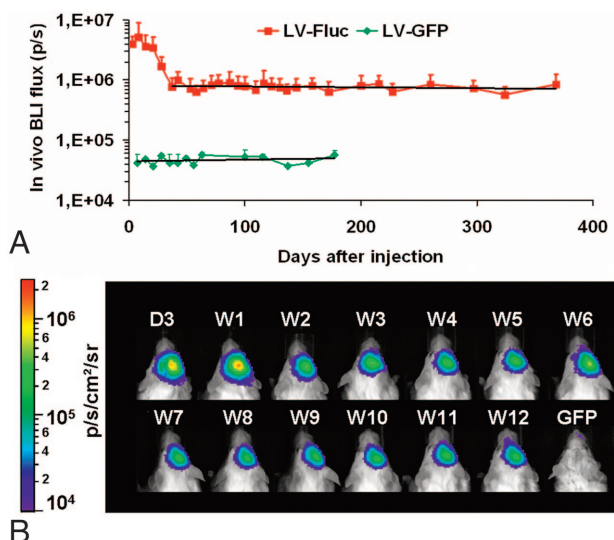 LV-Fluc LV-GFP
In vivo BLI flux (p/s)
1,E+07
1,E+06
1,E+05
1,E+04
0 100 200 300 400
Days after injection
A
p/s/cm²/sr
2
10⁶
6
4
2
10⁵
6
4
2
10⁴
D3 W1 W2 W3 W4 W5 W6
W7 W8 W9 W10 W11 W12 GFP
B